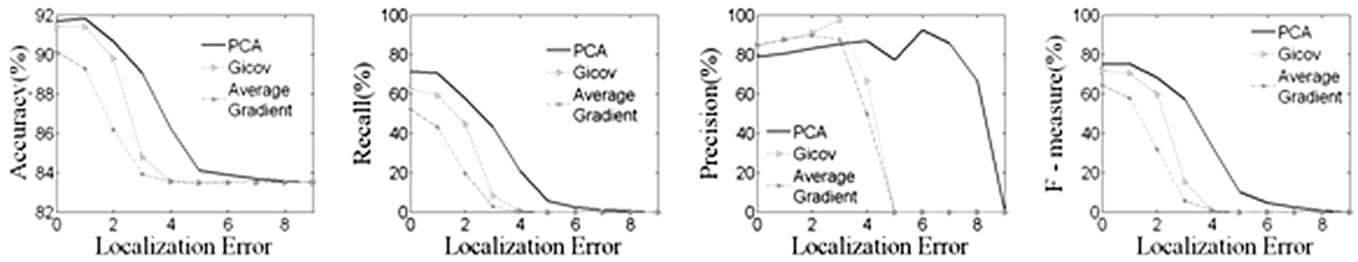 92
90
88
86
84
82
Accuracy(%)
PCA
Gicov
Average
Gradient
0 2 4 6 8
Localization Error
100
80
60
40
20
0
Recall(%)
PCA
Gicov
Average
Gradient
0 2 4 6 8
Localization Error
100
80
60
40
20
0
Precision(%)
PCA
Gicov
Average
Gradient
0 2 4 6 8
Localization Error
100
80
60
40
20
0
F - measure(%)
PCA
Gicov
Average
Gradient
0 2 4 6 8
Localization Error